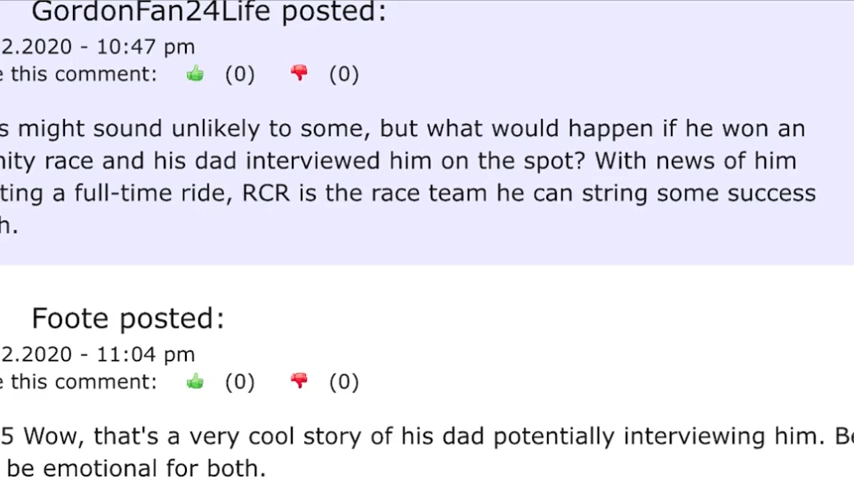 GordonFan24Life posted:
2.2020 - 10:47 pm
e this comment: (0) (0)
s might sound unlikely to some, but what would happen if he won an
nity race and his dad interviewed him on the spot? With news of him
ting a full-time ride, RCR is the race team he can string some success
h.
Foote posted:
2.2020 - 11:04 pm
e this comment: (0) (0)
5 Wow, that's a very cool story of his dad potentially interviewing him. Be
be emotional for both.